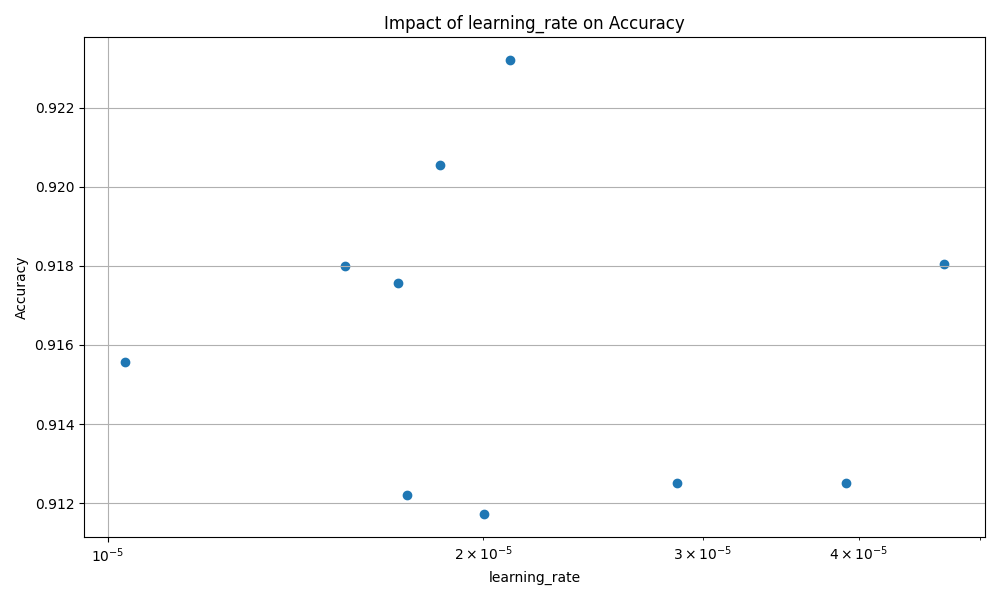 Impact of learning_rate on Accuracy
Accuracy
0.922
0.920
0.918
0.916
0.914
0.912
10⁻⁵
2 × 10⁻⁵
3 × 10⁻⁵
4 × 10⁻⁵
learning_rate